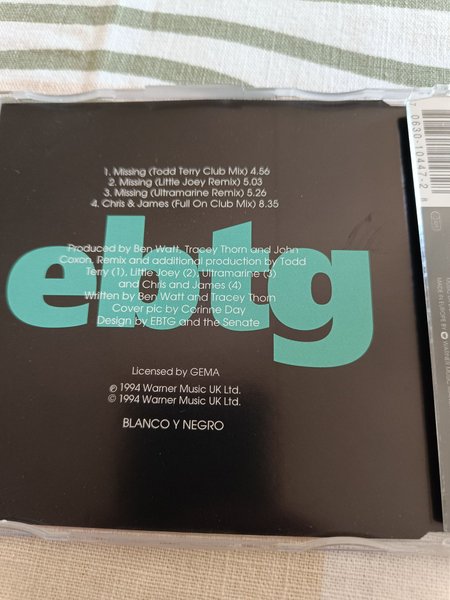 1. Missing (Todd Terry Club Mix) 4.56
2. Missing (Little Joey Remix) 5.03
3. Missing (Ultramarine Remix) 5.26
4. Chris & James (Full On Club Mix) 8.35
ebtg
Produced by Ben Watt, Tracey Thorn and John
Coxon, Remix and additional production by Todd
Terry (1), Little Joey (2), Ultramarine (3)
and Chris and James (4)
Written by Ben Watt and Tracey Thorn
Cover pic by Corinne Day
Design by EBTG and the Senate
Licensed by GEMA
℗ 1994 Warner Music UK Ltd.
© 1994 Warner Music UK Ltd.
BLANCO Y NEGRO
7 0630-10447-2 8
MADE IN EUROPE BY